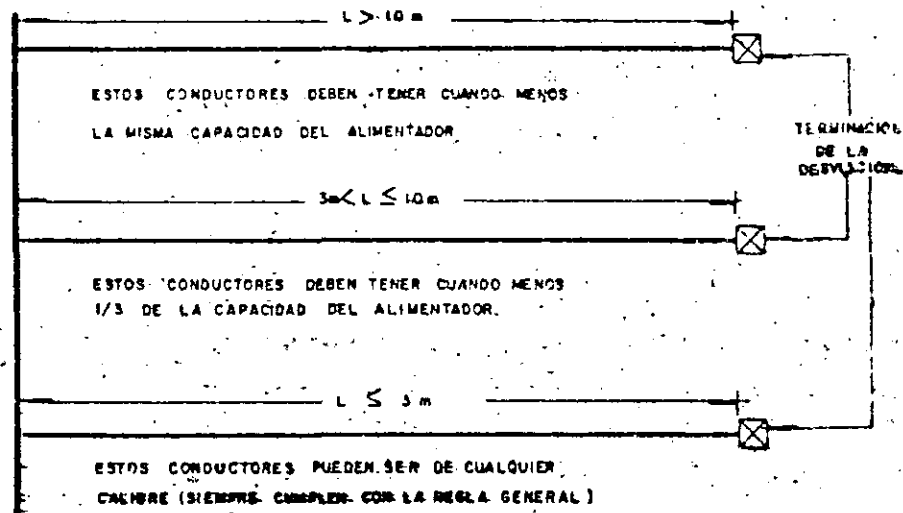 L > 10 m
ESTOS CONDUCTORES DEBEN TENER CUANDO MENOS
LA MISMA CAPACIDAD DEL ALIMENTADOR
TERMINACION
DE LA
DESVIACION
3m< L ≤ 10 m
ESTOS CONDUCTORES DEBEN TENER CUANDO MENOS
1/3 DE LA CAPACIDAD DEL ALIMENTADOR.
L ≤ 3 m
ESTOS CONDUCTORES PUEDEN SER DE CUALQUIER
CALIBRE (SIEMPRE CUMPLEN CON LA REGLA GENERAL)